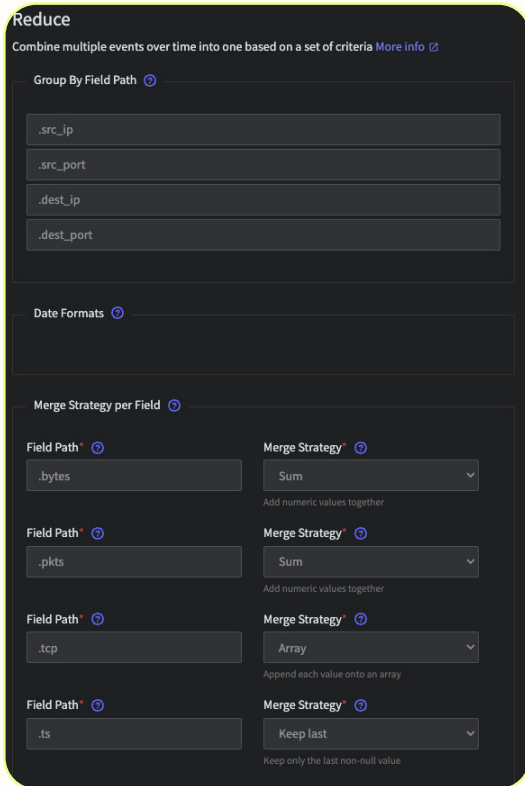 Reduce
Combine multiple events over time into one based on a set of criteria More info
Group By Field Path
.src_ip
.src_port
.dest_ip
.dest_port
Date Formats
Merge Strategy per Field
Field Path* Merge Strategy*
.bytes Sum
Add numeric values together
Field Path* Merge Strategy*
.pkts Sum
Add numeric values together
Field Path* Merge Strategy*
.tcp Array
Append each value onto an array
Field Path* Merge Strategy*
.ts Keep last
Keep only the last non-null value